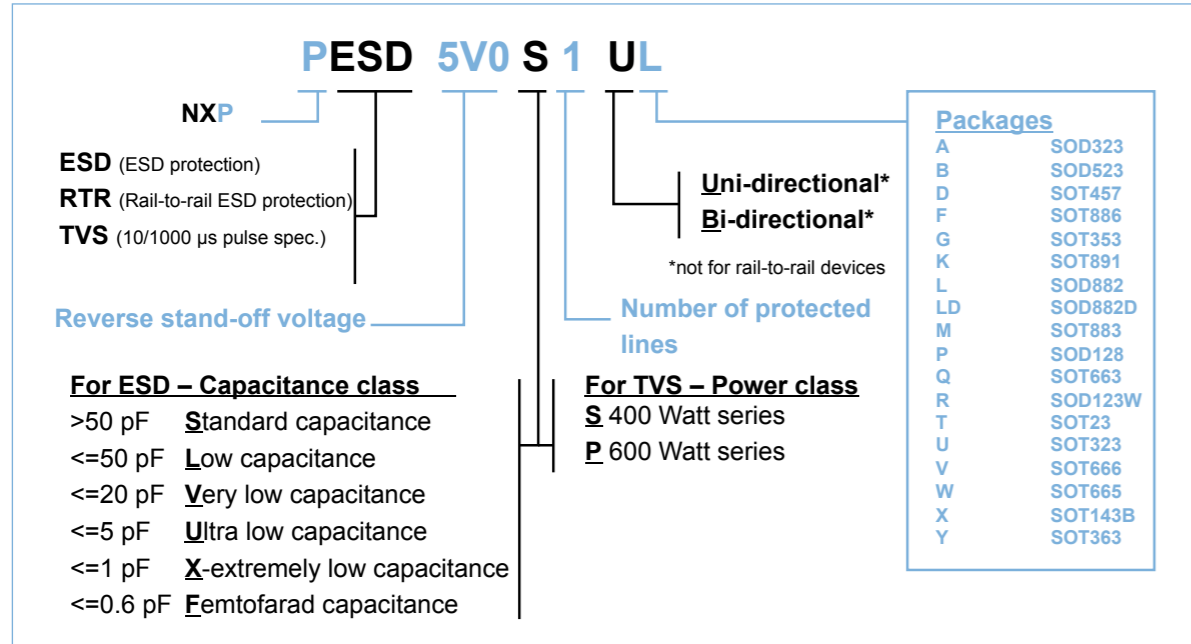 PESD 5V0 S 1 UL
NXP
ESD (ESD protection)
RTR (Rail-to-rail ESD protection)
TVS (10/1000 µs pulse spec.)
Uni-directional*
Bi-directional*
*not for rail-to-rail devices
Reverse stand-off voltage
Number of protected
lines
For ESD – Capacitance class
>50 pF Standard capacitance
<=50 pF Low capacitance
<=20 pF Very low capacitance
<=5 pF Ultra low capacitance
<=1 pF X-extremely low capacitance
<=0.6 pF Femtofarad capacitance
For TVS – Power class
S 400 Watt series
P 600 Watt series
Packages
A SOD323
B SOD523
D SOT457
F SOT886
G SOT353
K SOT891
L SOD882
LD SOD882D
M SOT883
P SOD128
Q SOT663
R SOD123W
T SOT23
U SOT323
V SOT666
W SOT665
X SOT143B
Y SOT363